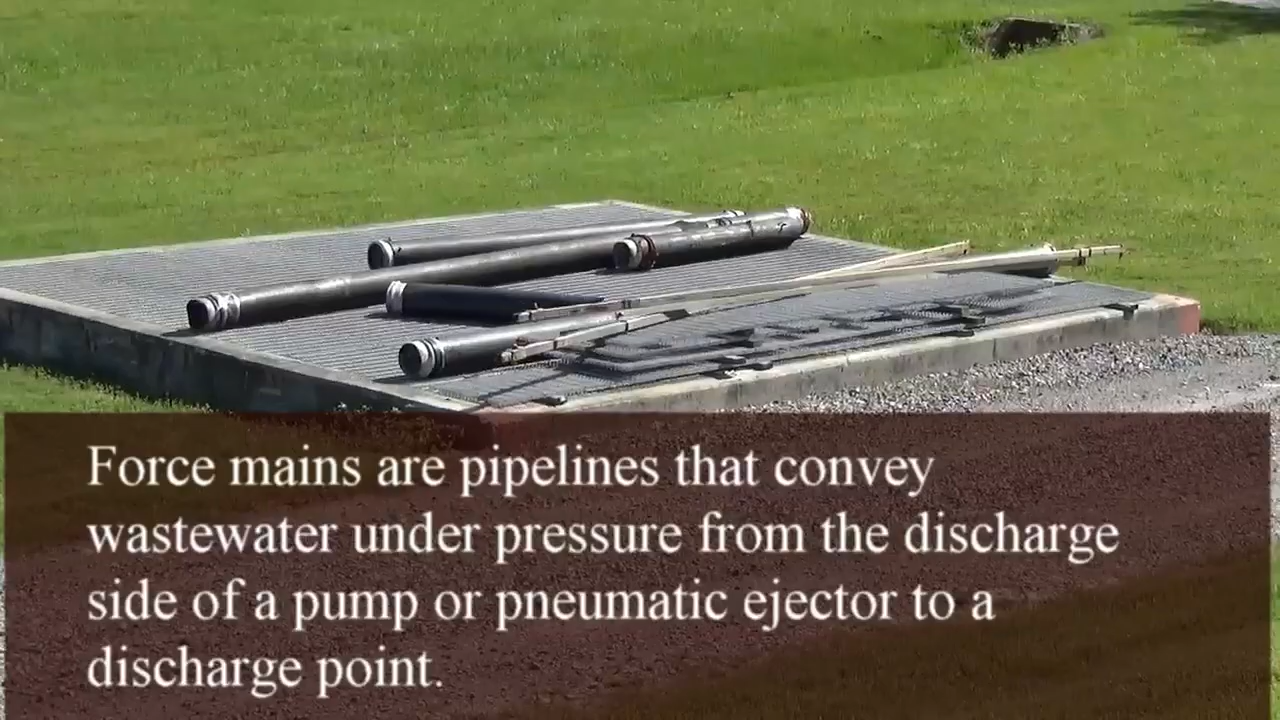 Force mains are pipelines that convey
wastewater under pressure from the discharge
side of a pump or pneumatic ejector to a
discharge point.